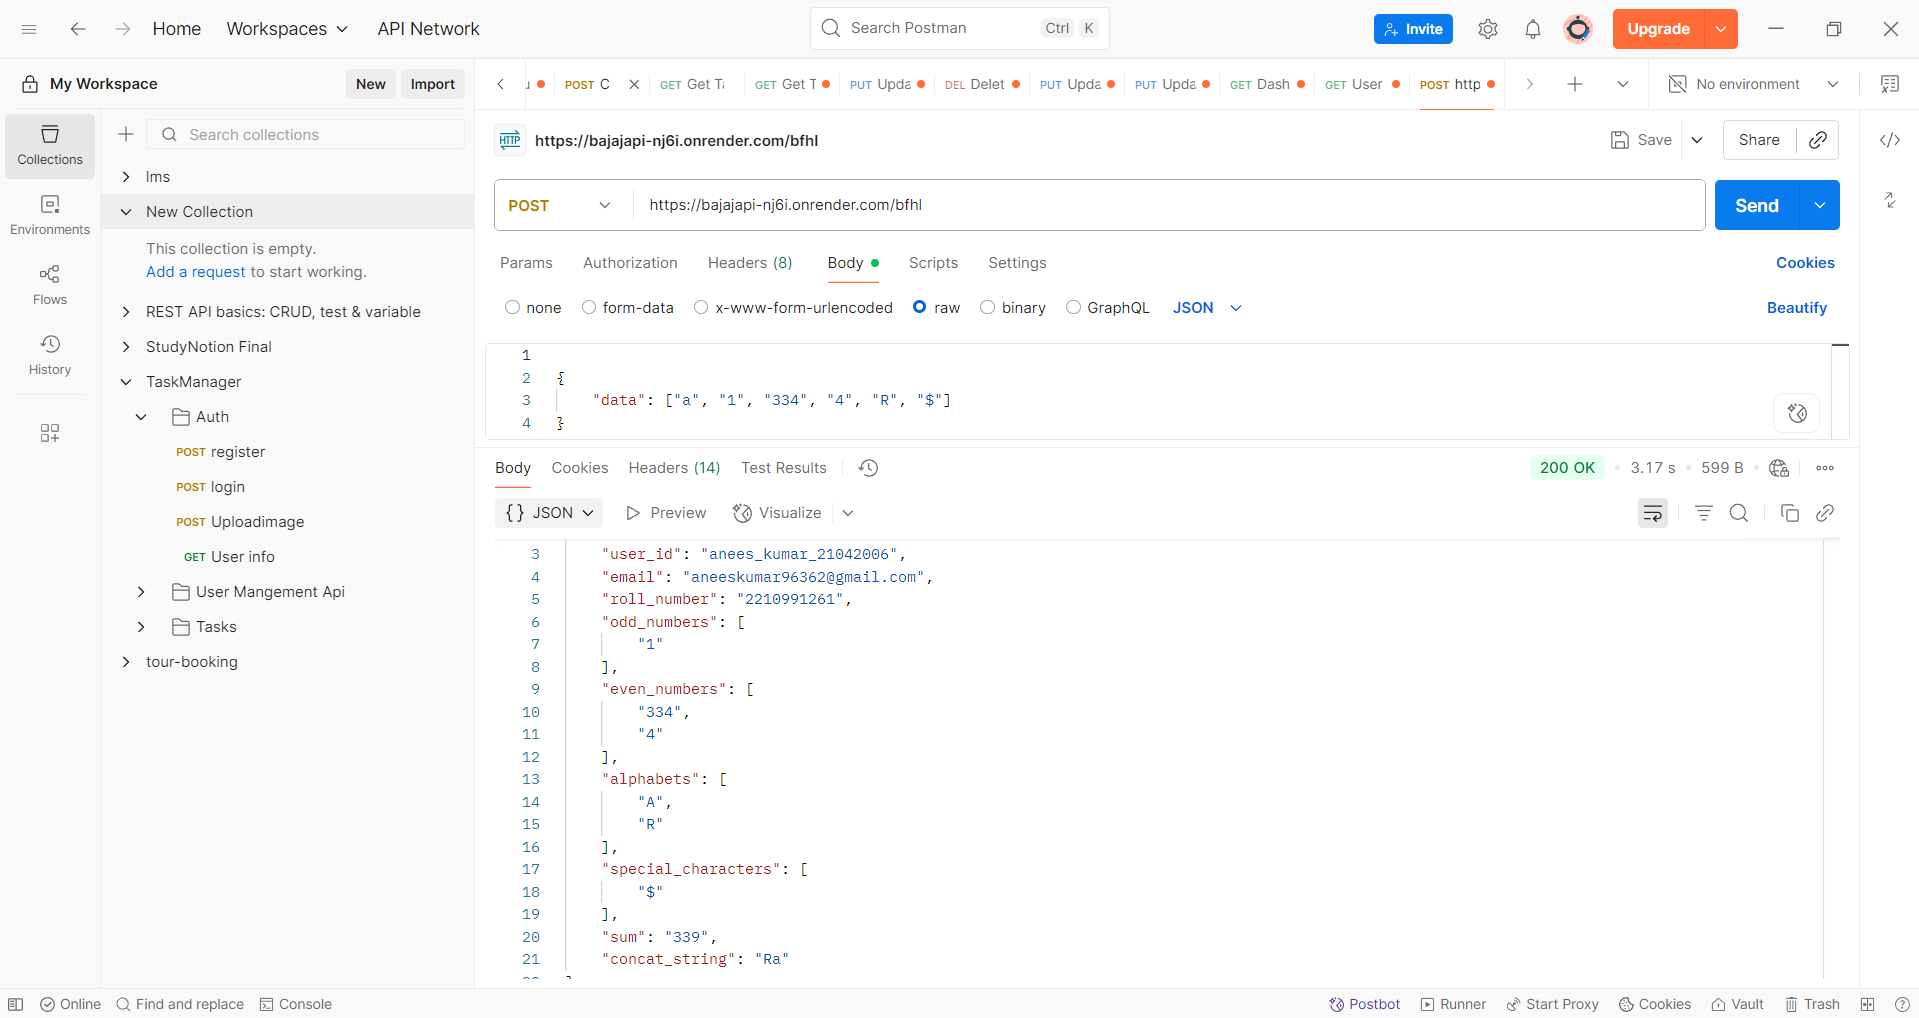 Home Workspaces API Network Search Postman Ctrl K Invite Upgrade
My Workspace New Import
POST C GET Get T DEL Delet
GET Get T PUT Upda PUT Upda PUT Upda GET Dash GET User POST http No environment
Collections
Environments
Flows
History
Search collections
lms
New Collection
This collection is empty.
Add a request to start working.
REST API basics: CRUD, test & variable
StudyNotion Final
TaskManager
Auth
POST register
POST login
POST Uploadimage
GET User info
User Mangement Api
Tasks
tour-booking
HTTP https://bajajapi-nj6i.onrender.com/bfhl Save Share
POST https://bajajapi-nj6i.onrender.com/bfhl Send
Params Authorization Headers (8) Body Scripts Settings Cookies
none form-data x-www-form-urlencoded raw binary GraphQL JSON Beautify
1
2 {
3 "data": ["a", "1", "334", "4", "R", "$"]
4 }
Body Cookies Headers (14) Test Results 200 OK 3.17 s 599 B
{} JSON Preview Visualize
3 "user_id": "anees_kumar_21042006",
4 "email": "aneeskumar96362@gmail.com",
5 "roll_number": "2210991261",
6 "odd_numbers": [
7 "1"
8 ],
9 "even_numbers": [
10 "334",
11 "4"
12 ],
13 "alphabets": [
14 "A",
15 "R"
16 ],
17 "special_characters": [
18 "$"
19 ],
20 "sum": "339",
21 "concat_string": "Ra"
Online Find and replace Console Postbot Runner Start Proxy Cookies Vault Trash